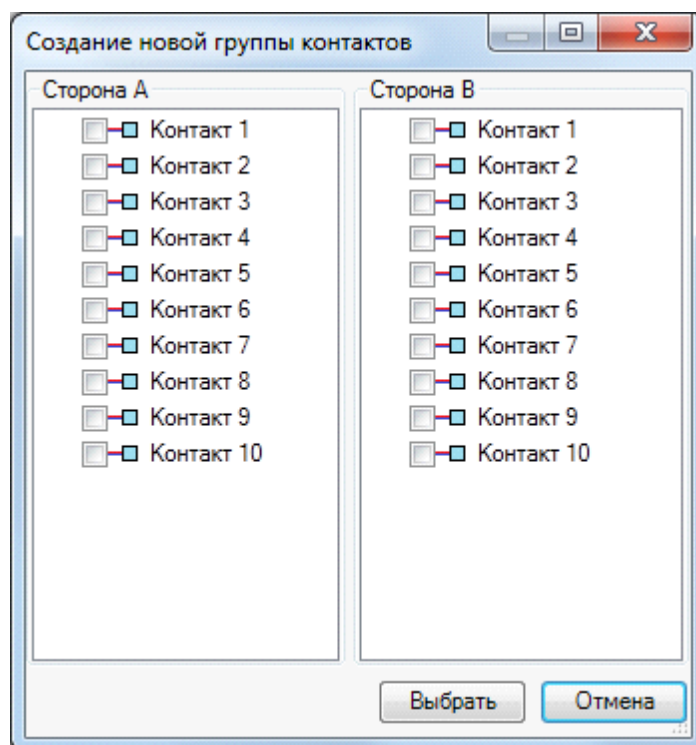 Создание новой группы контактов
Сторона A
Контакт 1
Контакт 2
Контакт 3
Контакт 4
Контакт 5
Контакт 6
Контакт 7
Контакт 8
Контакт 9
Контакт 10
Сторона B
Контакт 1
Контакт 2
Контакт 3
Контакт 4
Контакт 5
Контакт 6
Контакт 7
Контакт 8
Контакт 9
Контакт 10
Выбрать
Отмена